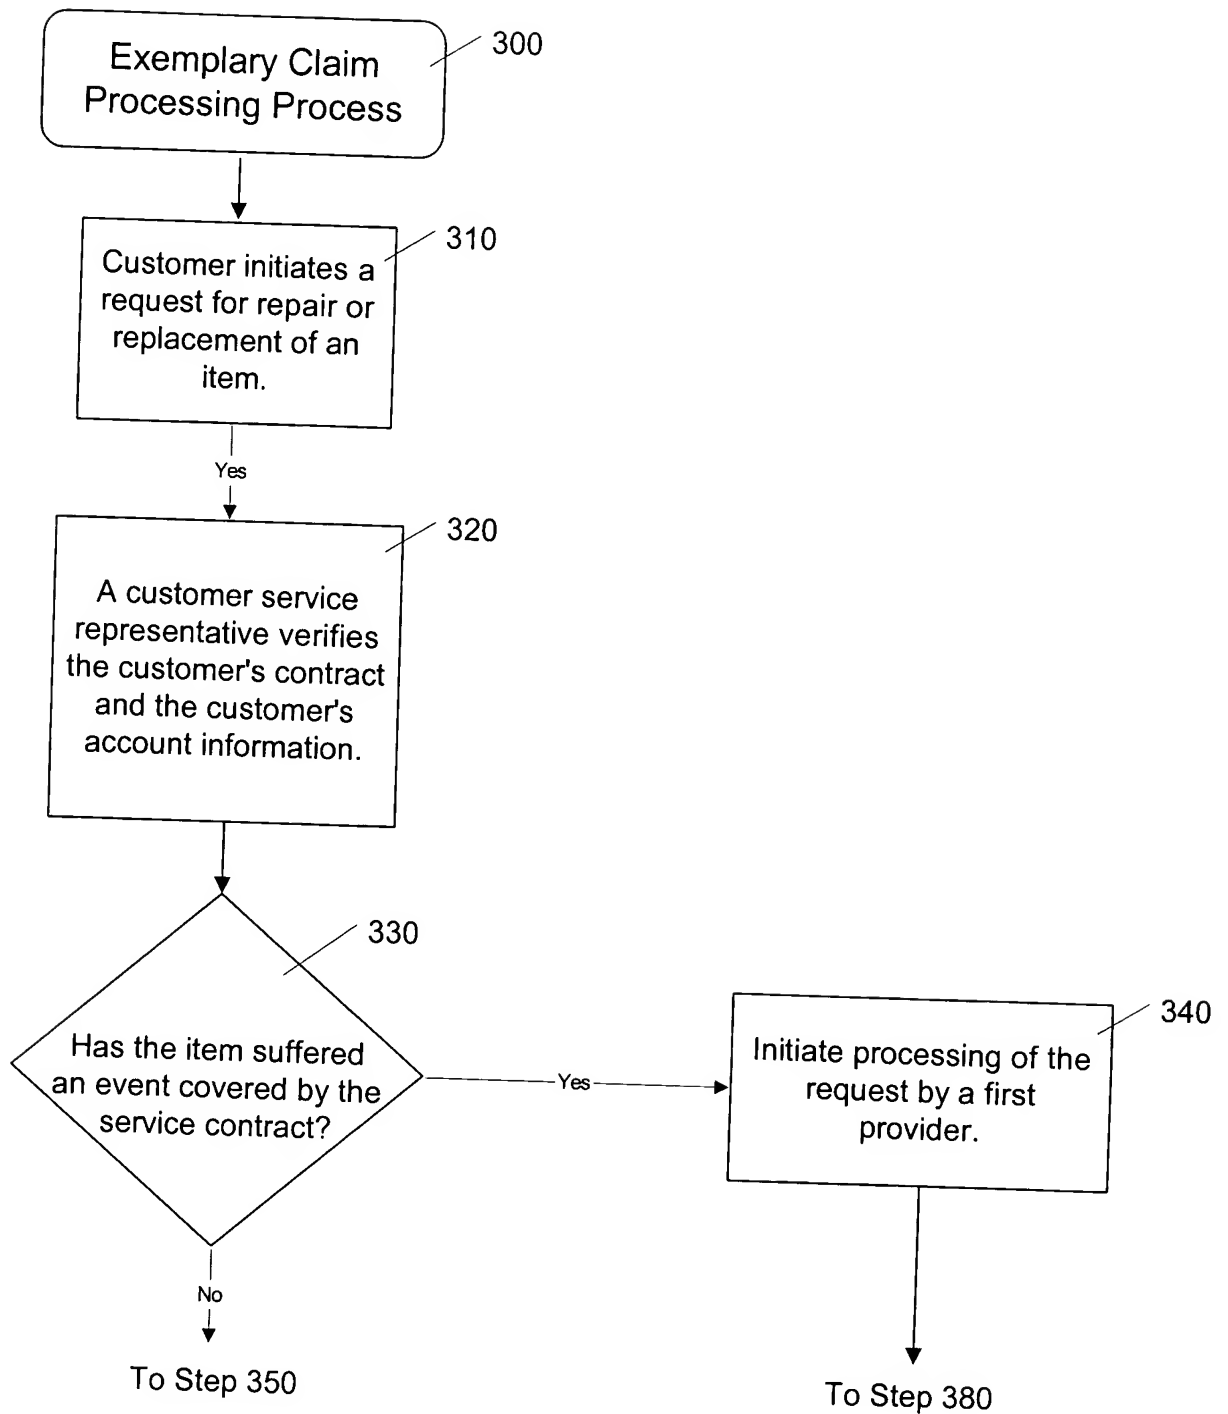 Exemplary Claim
Processing Process
300
Customer initiates a
request for repair or
replacement of an
item.
310
Yes
A customer service
representative verifies
the customer's contract
and the customer's
account information.
320
Has the item suffered
an event covered by the
service contract?
330
Yes
Initiate processing of the
request by a first
provider.
340
No
To Step 350
To Step 380